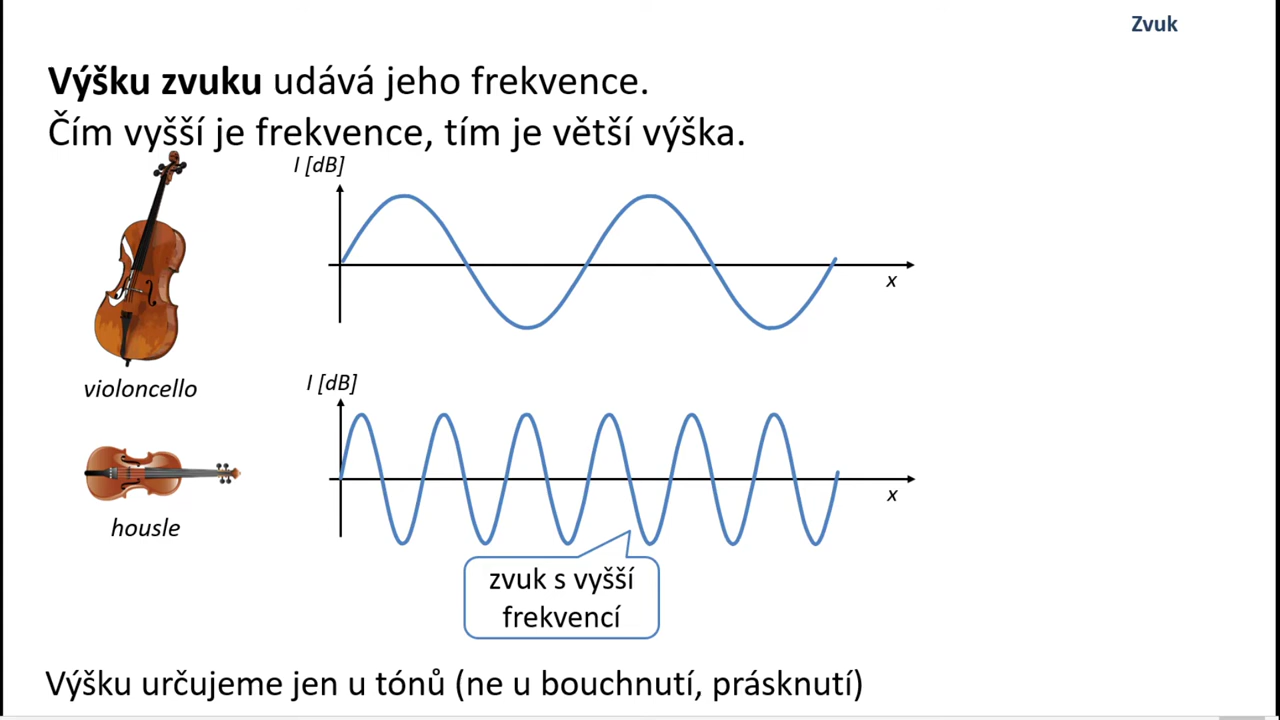 Zvuk
Výšku zvuku udává jeho frekvence.
Čím vyšší je frekvence, tím je větší výška.
I [dB]
x
violoncello
I [dB]
x
housle
zvuk s vyšší
frekvencí
Výšku určujeme jen u tónů (ne u bouchnutí, prásknutí)